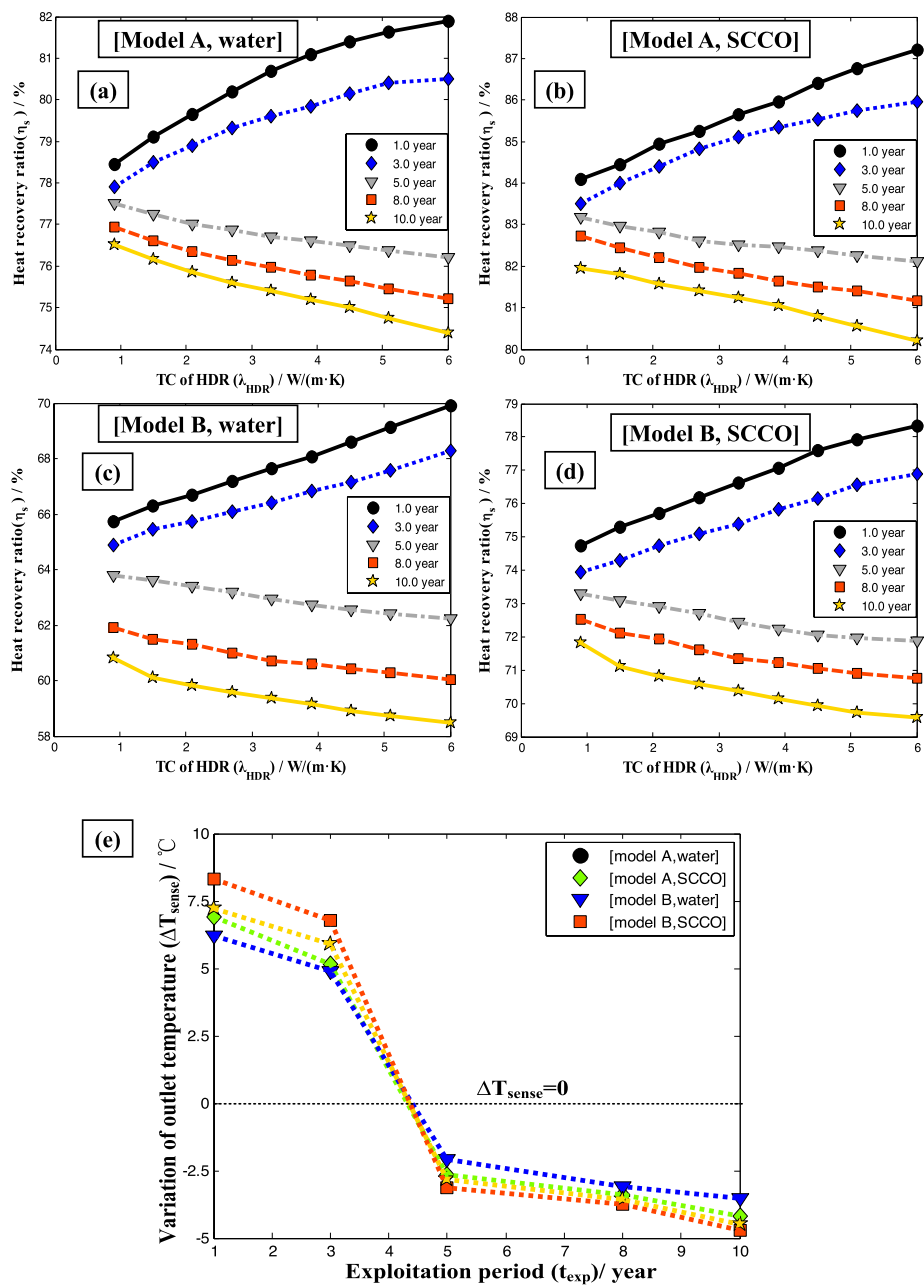 [Model A, water]
(a)
Heat recovery ratio(ηs) / %
82
81
80
79
78
77
76
75
74
1.0 year
3.0 year
5.0 year
8.0 year
10.0 year
0 1 2 3 4 5 6
TC of HDR (λHDR) / W/(m·K)
[Model A, SCCO]
(b)
Heat recovery ratio(ηs) / %
88
87
86
85
84
83
82
81
80
1.0 year
3.0 year
5.0 year
8.0 year
10.0 year
0 1 2 3 4 5 6
TC of HDR (λHDR) / W/(m·K)
[Model B, water]
(c)
Heat recovery ratio(ηs) / %
70
68
66
64
62
60
58
1.0 year
3.0 year
5.0 year
8.0 year
10.0 year
0 1 2 3 4 5 6
TC of HDR (λHDR) / W/(m·K)
[Model B, SCCO]
(d)
Heat recovery ratio(ηs) / %
79
78
77
76
75
74
73
72
71
70
69
1.0 year
3.0 year
5.0 year
8.0 year
10.0 year
0 1 2 3 4 5 6
TC of HDR (λHDR) / W/(m·K)
(e)
Variation of outlet temperature (ΔTsense) / ℃
10
7.5
5
2.5
0
-2.5
-5
[model A,water]
[model A,SCCO]
[model B,water]
[model B,SCCO]
ΔTsense=0
1 2 3 4 5 6 7 8 9 10
Exploitation period (texp)/ year